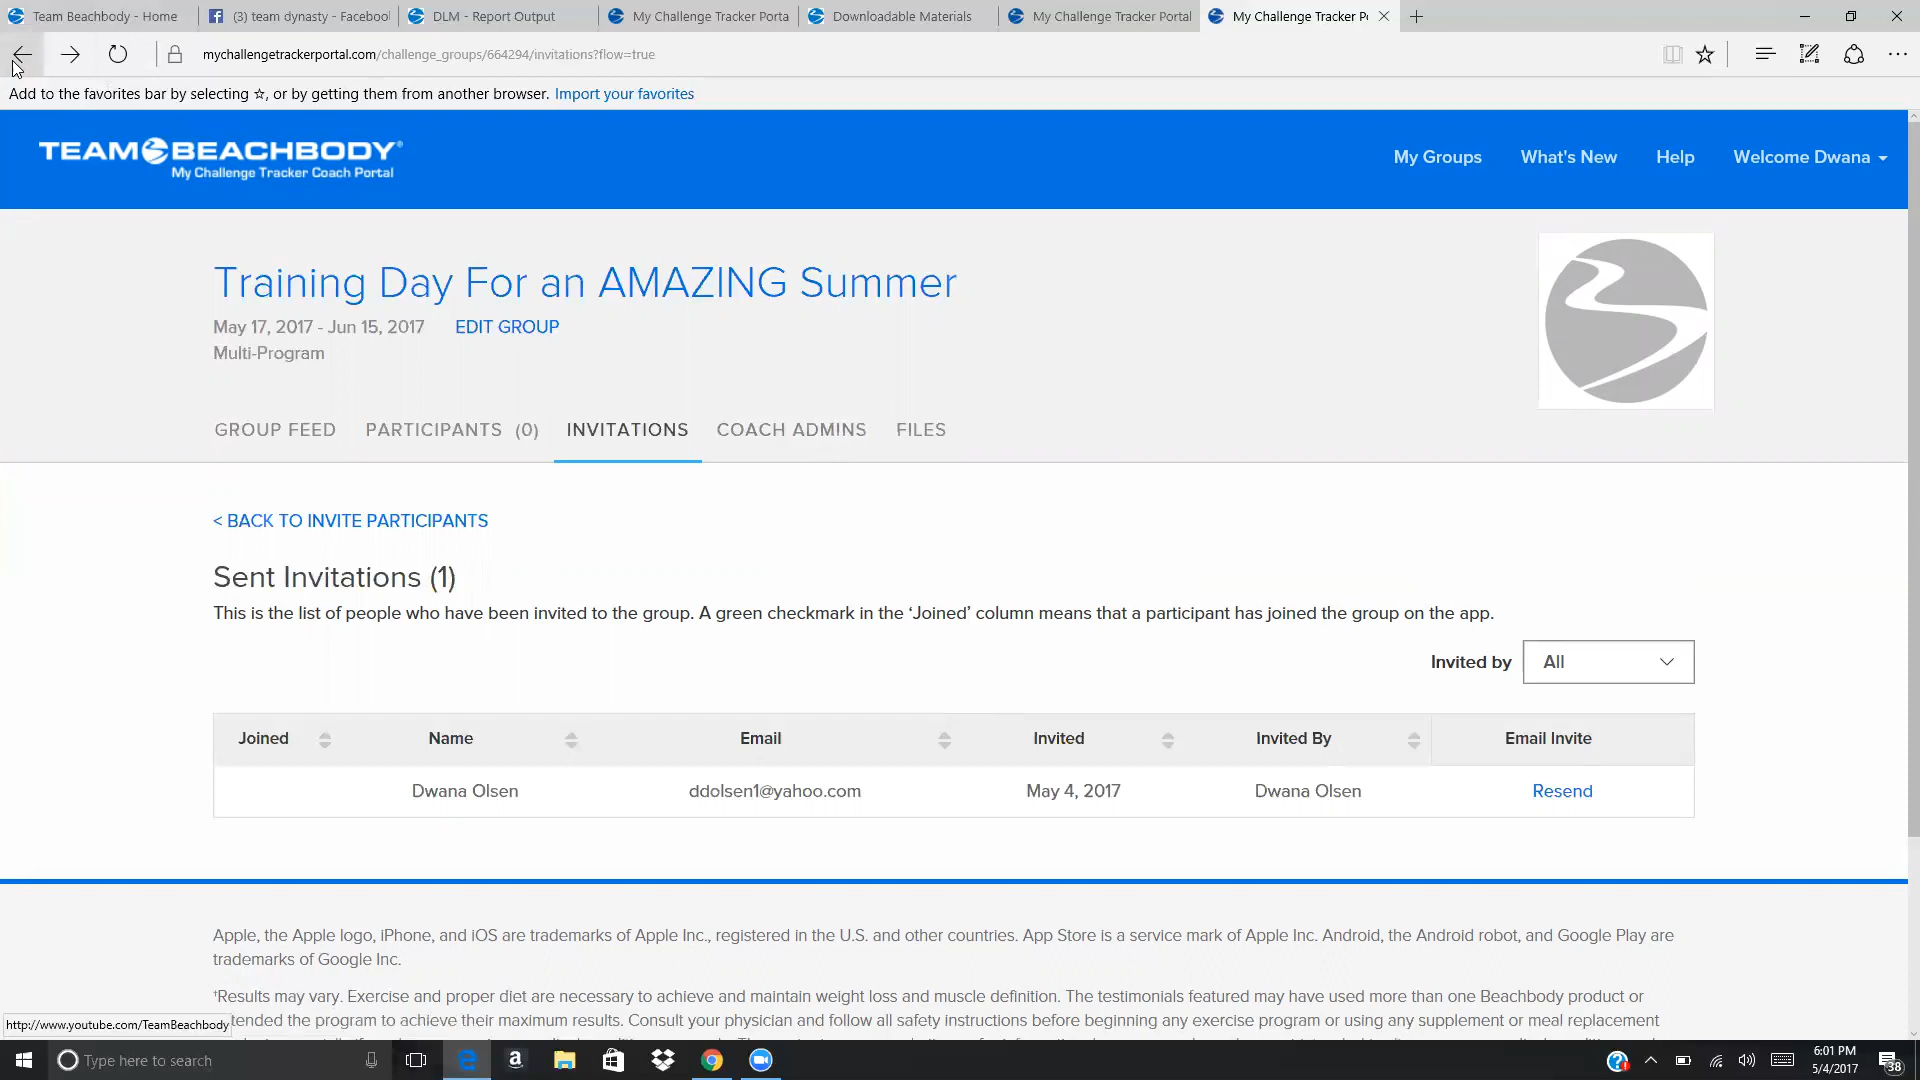 Team Beachbody - Home
(3) team dynasty - Facebool
DLM - Report Output
My Challenge Tracker Porta
Downloadable Materials
My Challenge Tracker Portal
My Challenge Tracker P
mychallengetrackerportal.com/challenge_groups/664294/invitations?flow=true
Add to the favorites bar by selecting ☆, or by getting them from another browser. Import your favorites
TEAM BEACHBODY®
My Challenge Tracker Coach Portal
My Groups What's New Help Welcome Dwana
Training Day For an AMAZING Summer
May 17, 2017 - Jun 15, 2017 EDIT GROUP
Multi-Program
GROUP FEED PARTICIPANTS (0) INVITATIONS COACH ADMINS FILES
< BACK TO INVITE PARTICIPANTS
Sent Invitations (1)
This is the list of people who have been invited to the group. A green checkmark in the ‘Joined’ column means that a participant has joined the group on the app.
Invited by All
Joined Name Email Invited Invited By Email Invite
Dwana Olsen ddolsen1@yahoo.com May 4, 2017 Dwana Olsen Resend
Apple, the Apple logo, iPhone, and iOS are trademarks of Apple Inc., registered in the U.S. and other countries. App Store is a service mark of Apple Inc. Android, the Android robot, and Google Play are
trademarks of Google Inc.
†Results may vary. Exercise and proper diet are necessary to achieve and maintain weight loss and muscle definition. The testimonials featured may have used more than one Beachbody product or
http://www.youtube.com/TeamBeachbody
tended the program to achieve their maximum results. Consult your physician and follow all safety instructions before beginning any exercise program or using any supplement or meal replacement
Type here to search
6:01 PM
5/4/2017
38